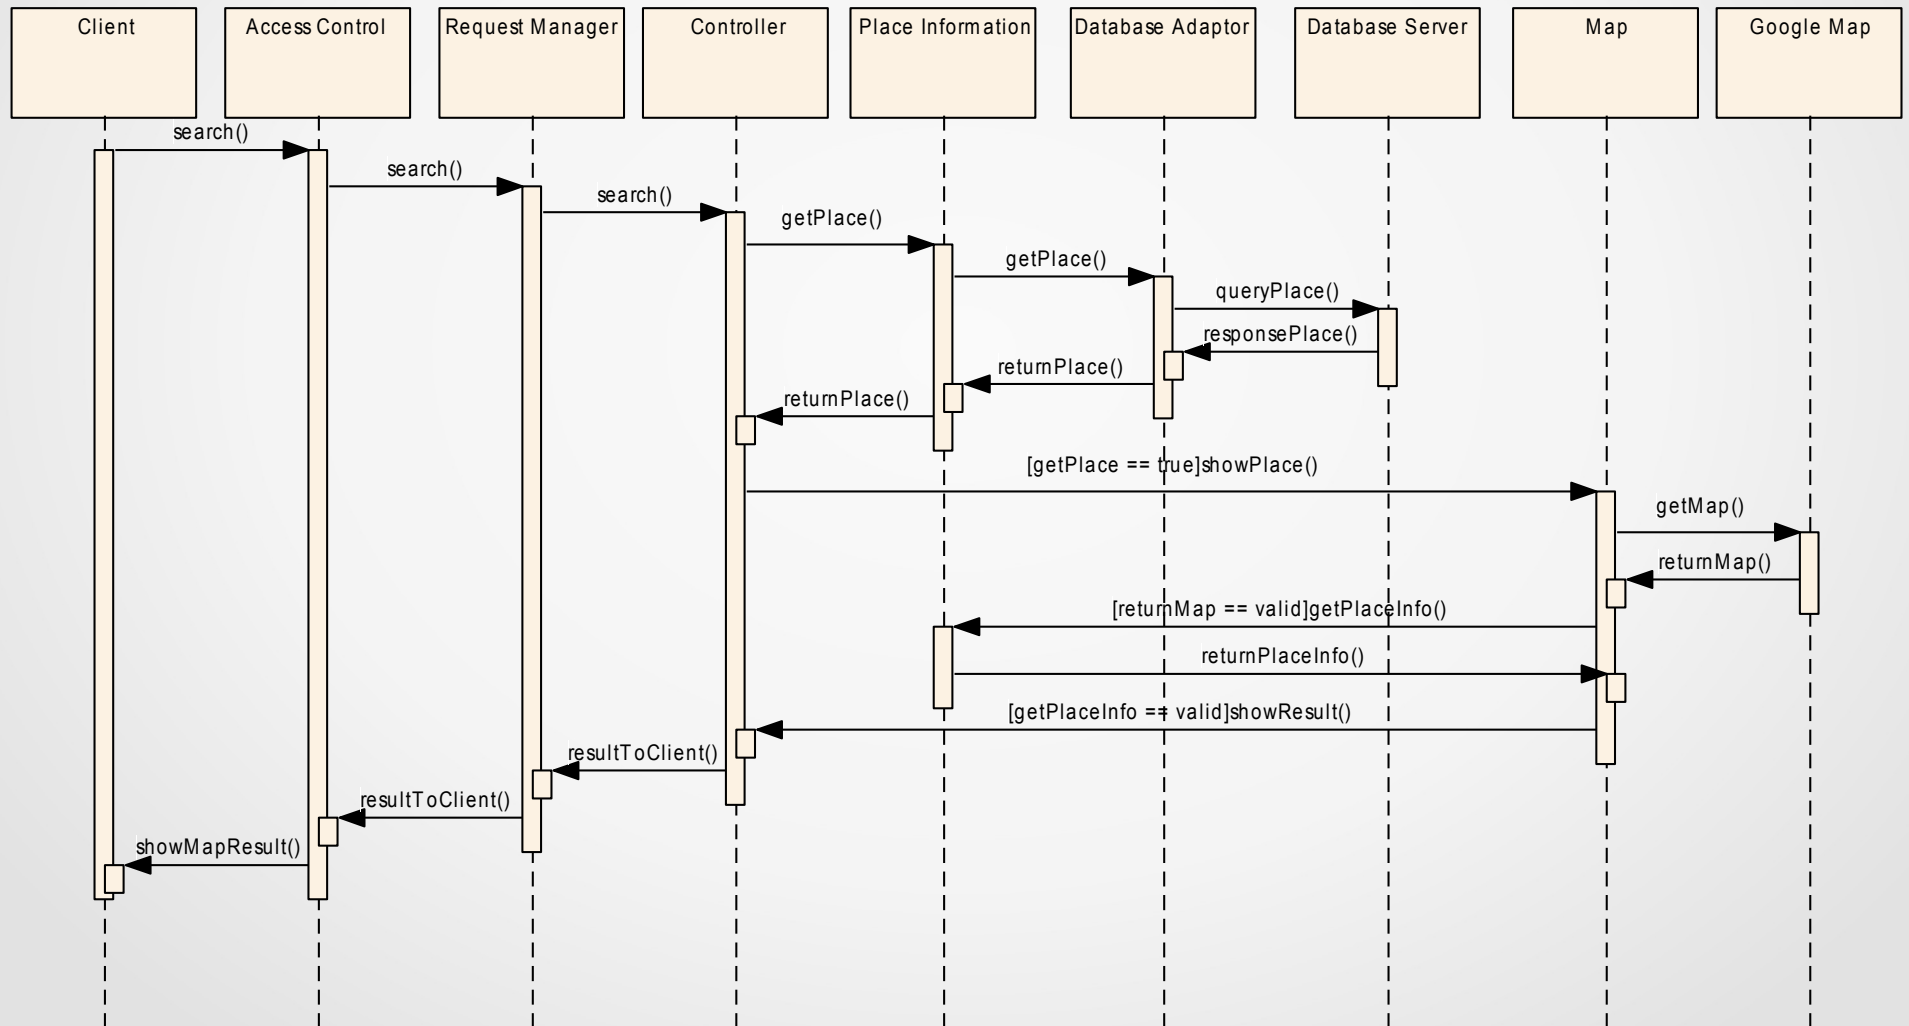 Client
Access Control
Request Manager
Controller
Place Information
Database Adaptor
Database Server
Map
Google Map
search()
search()
search()
getPlace()
getPlace()
queryPlace()
responsePlace()
returnPlace()
returnPlace()
[getPlace == true]showPlace()
getMap()
returnMap()
[returnMap == valid]getPlaceInfo()
returnPlaceInfo()
[getPlaceInfo == valid]showResult()
resultToClient()
resultToClient()
showMapResult()